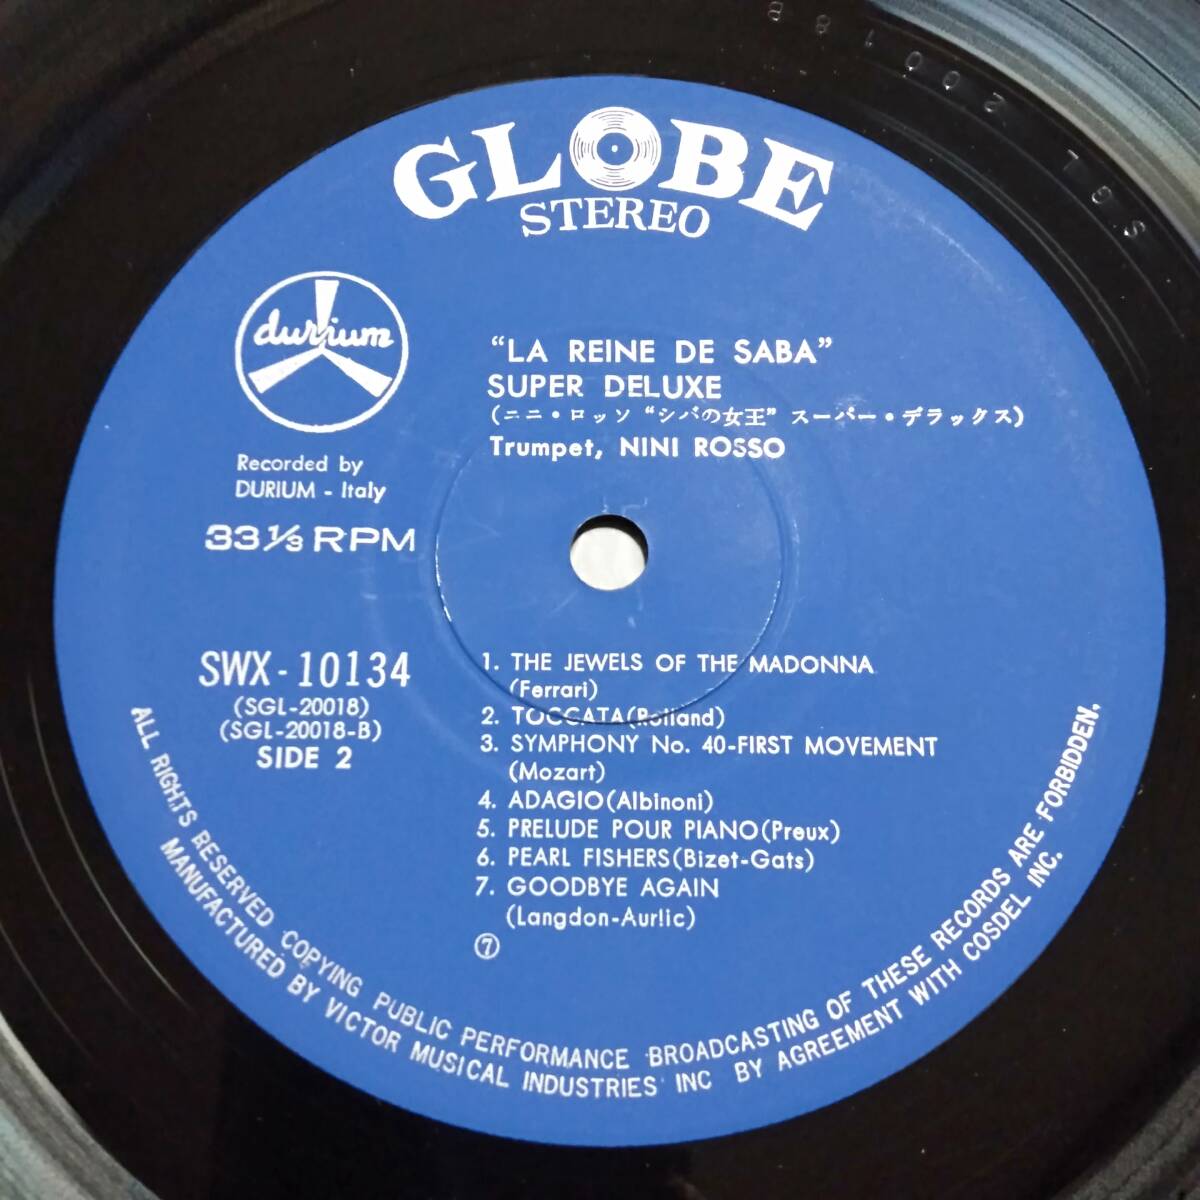 GLOBE
STEREO
durium
Recorded by
DURIUM - Italy
33 1/3 RPM
"LA REINE DE SABA"
SUPER DELUXE
(ニニ・ロッソ "シバの女王" スーパー・デラックス)
Trumpet, NINI ROSSO
SWX-10134
(SGL-20018)
(SGL-20018-B)
SIDE 2
1. THE JEWELS OF THE MADONNA
(Ferrari)
2. TOCCATA(Rolland)
3. SYMPHONY No. 40-FIRST MOVEMENT
(Mozart)
4. ADAGIO(Albinoni)
5. PRELUDE POUR PIANO(Preux)
6. PEARL FISHERS(Bizet-Gats)
7. GOODBYE AGAIN
(Langdon-Aurlic)
⑦
ALL RIGHTS RESERVED COPYING PUBLIC PERFORMANCE BROADCASTING OF THESE RECORDS ARE FORBIDDEN.
MANUFACTURED BY VICTOR MUSICAL INDUSTRIES INC BY AGREEMENT WITH COSDEL INC.